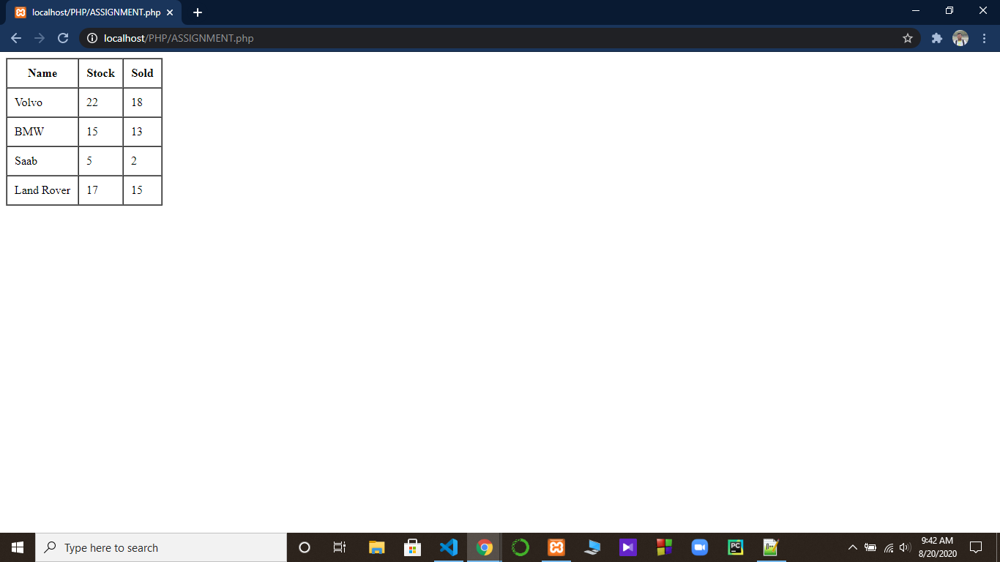 localhost/PHP/ASSIGNMENT.php
localhost/PHP/ASSIGNMENT.php
Name Stock Sold
Volvo 22 18
BMW 15 13
Saab 5 2
Land Rover 17 15
Type here to search
PC
9:42 AM
8/20/2020